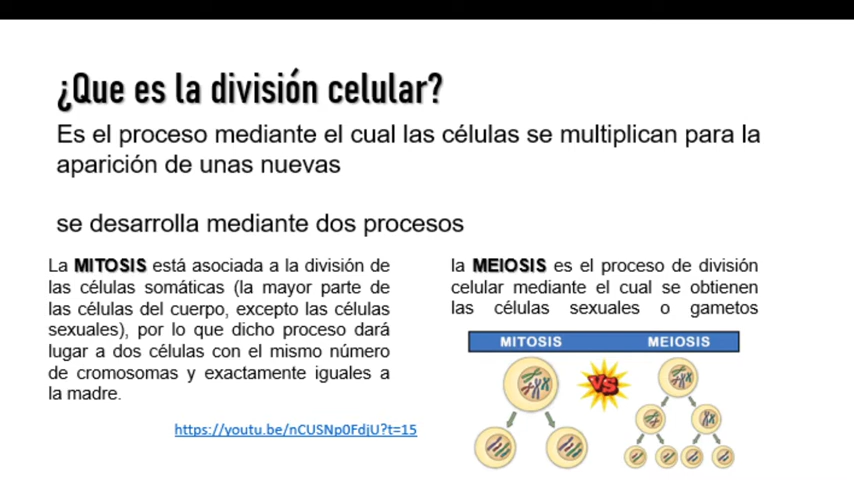 ¿Que es la división celular?
Es el proceso mediante el cual las células se multiplican para la
aparición de unas nuevas
se desarrolla mediante dos procesos
La MITOSIS está asociada a la división de
las células somáticas (la mayor parte de
las células del cuerpo, excepto las células
sexuales), por lo que dicho proceso dará
lugar a dos células con el mismo número
de cromosomas y exactamente iguales a
la madre.
https://youtu.be/nCUSNp0FdjU?t=15
la MEIOSIS es el proceso de división
celular mediante el cual se obtienen
las células sexuales o gametos
MITOSIS MEIOSIS
VS